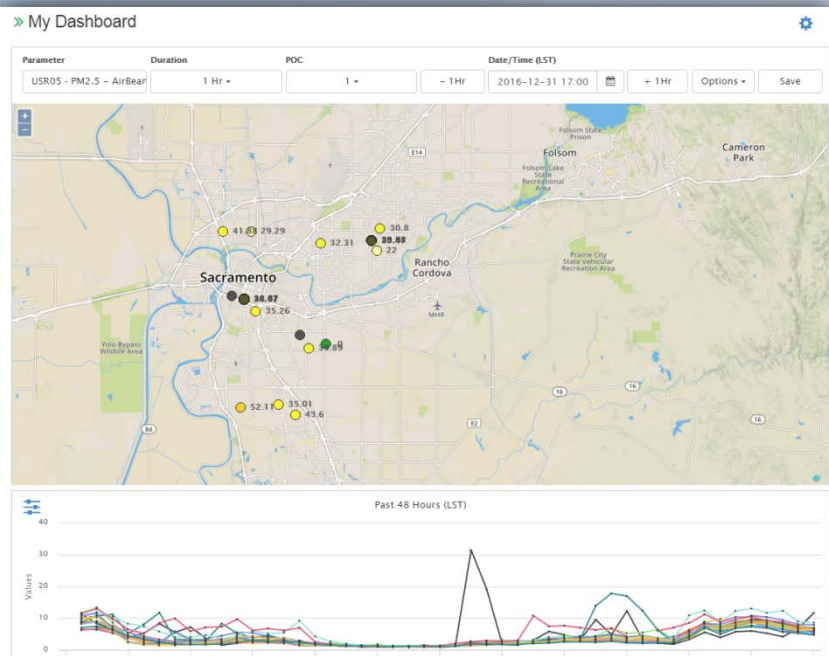 » My Dashboard
Parameter Duration POC Date/Time (LST)
USR05 - PM2.5 - AirBean 1 Hr 1 - 1Hr 2016-12-31 17:00 + 1Hr Options Save
+
−
Folsom State Prison
E14
Folsom
Cameron Park
Folsom Lake State Recreational Area
29.29
30.8
32.31
22
Rancho Cordova
Prairie City State Vehicular Recreation Area
Sacramento
35.26
MHR
Yolo Bypass Wildlife Area
0
16
16
52.11
35.01
43.6
E2
16
84
Past 48 Hours (LST)
40
30
Values
20
10
0